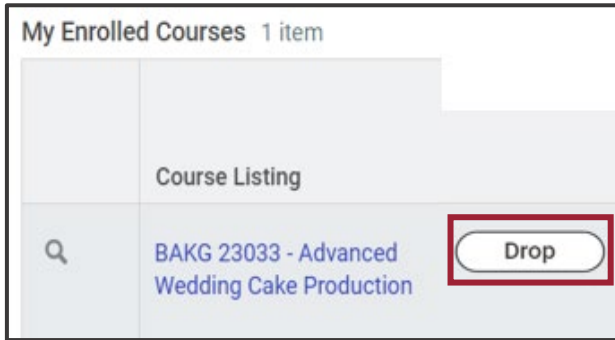 My Enrolled Courses 1 item
Course Listing
BAKG 23033 - Advanced
Wedding Cake Production
Drop